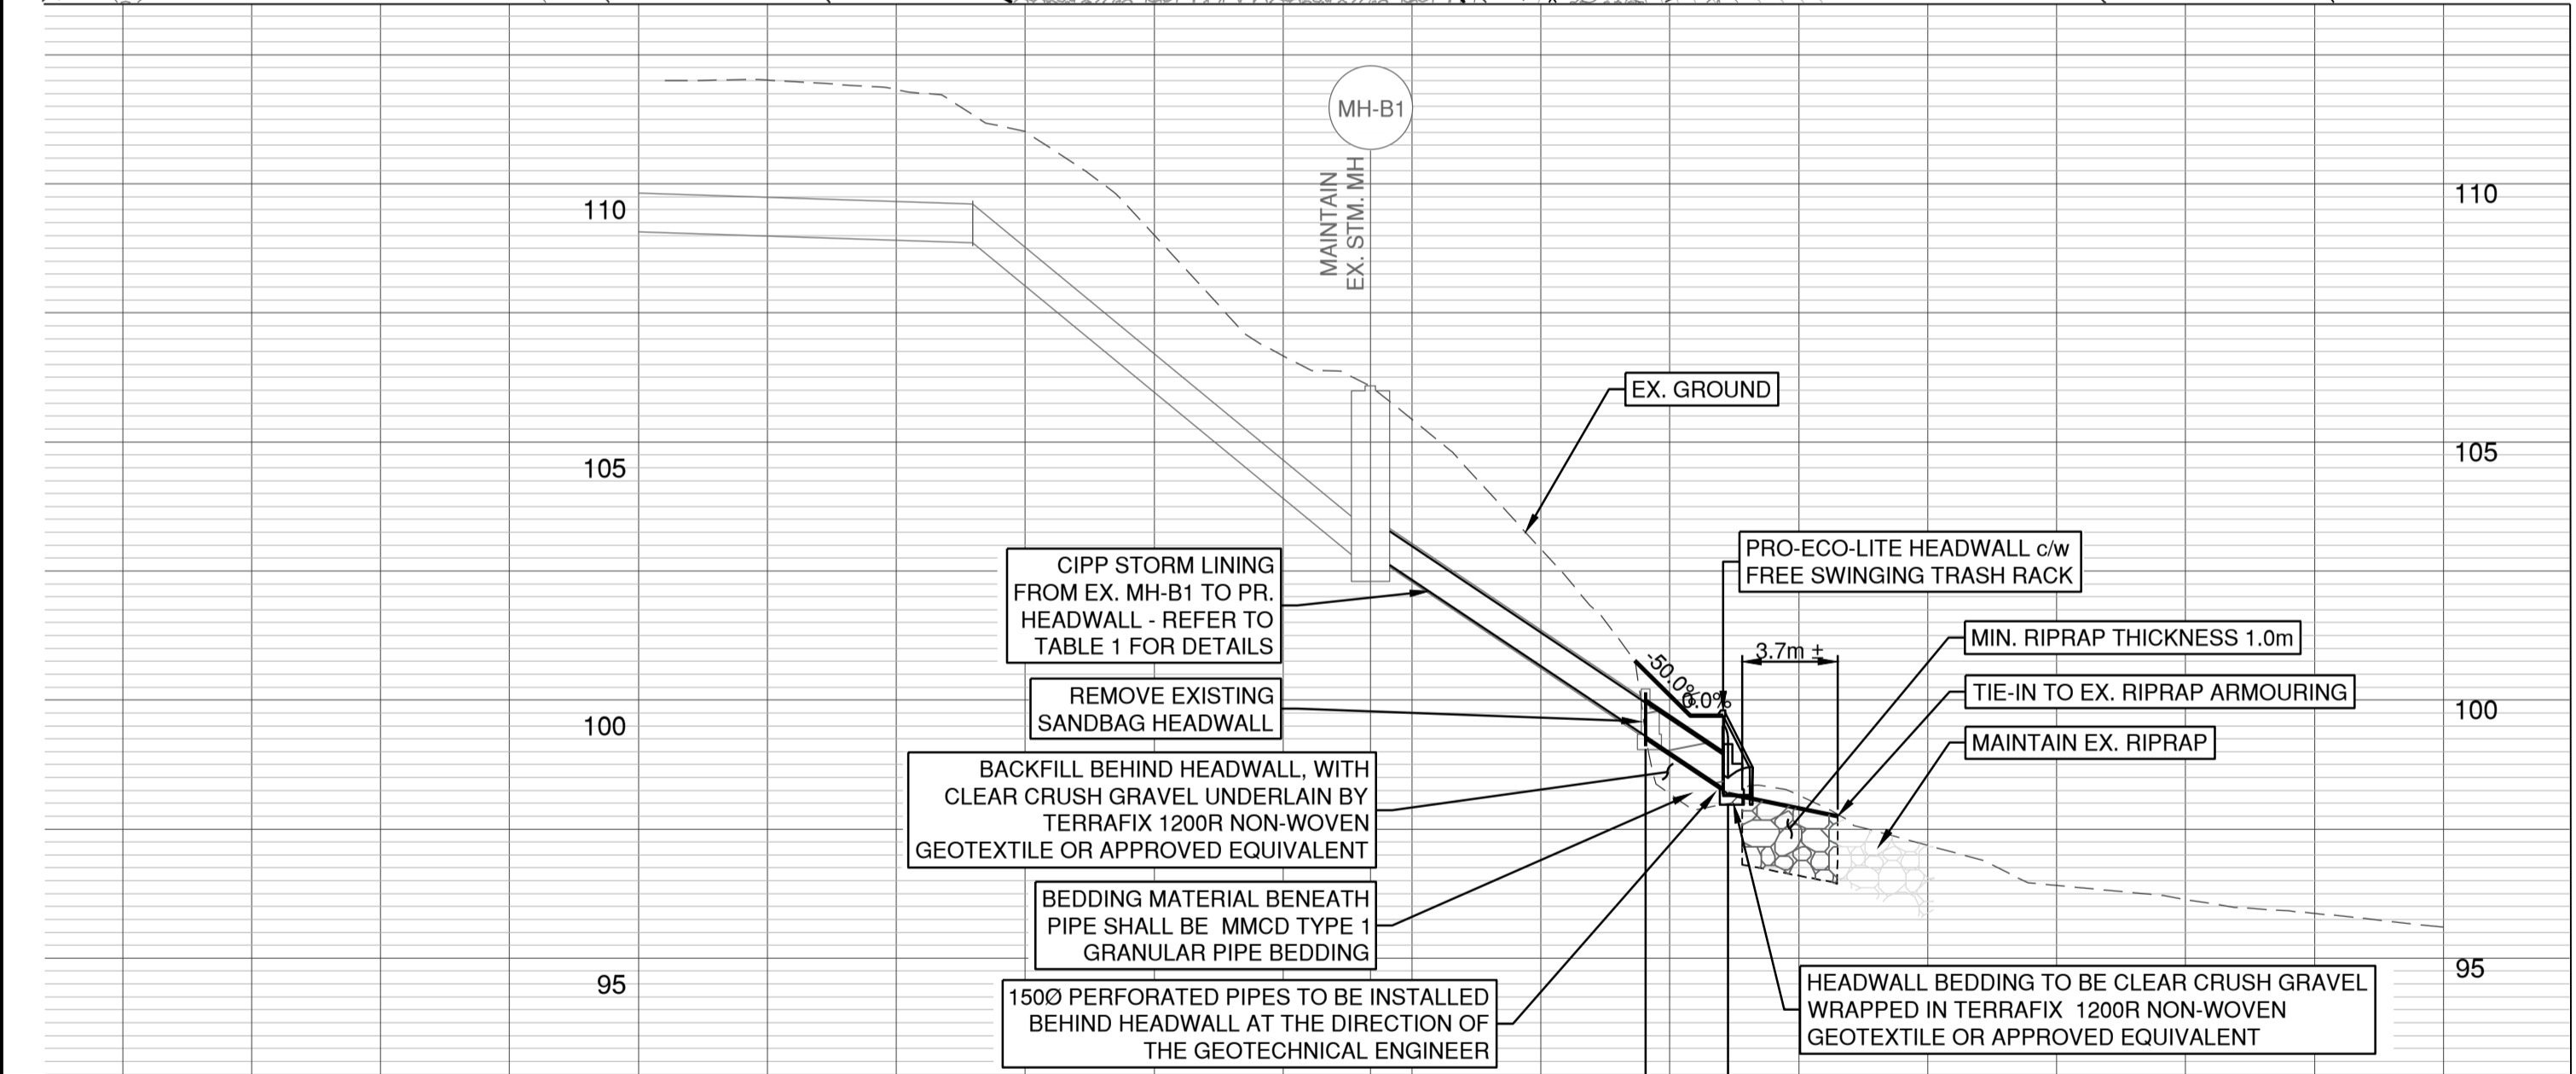 MH-B1
MAINTAIN
EX. STM. MH
110
110
105
105
100
100
95
95
EX. GROUND
CIPP STORM LINING
FROM EX. MH-B1 TO PR.
HEADWALL - REFER TO
TABLE 1 FOR DETAILS
PRO-ECO-LITE HEADWALL c/w
FREE SWINGING TRASH RACK
MIN. RIPRAP THICKNESS 1.0m
3.7m ±
-50.0%
0.0%
REMOVE EXISTING
SANDBAG HEADWALL
TIE-IN TO EX. RIPRAP ARMOURING
MAINTAIN EX. RIPRAP
BACKFILL BEHIND HEADWALL, WITH
CLEAR CRUSH GRAVEL UNDERLAIN BY
TERRAFIX 1200R NON-WOVEN
GEOTEXTILE OR APPROVED EQUIVALENT
BEDDING MATERIAL BENEATH
PIPE SHALL BE MMCD TYPE 1
GRANULAR PIPE BEDDING
150Ø PERFORATED PIPES TO BE INSTALLED
BEHIND HEADWALL AT THE DIRECTION OF
THE GEOTECHNICAL ENGINEER
HEADWALL BEDDING TO BE CLEAR CRUSH GRAVEL
WRAPPED IN TERRAFIX 1200R NON-WOVEN
GEOTEXTILE OR APPROVED EQUIVALENT